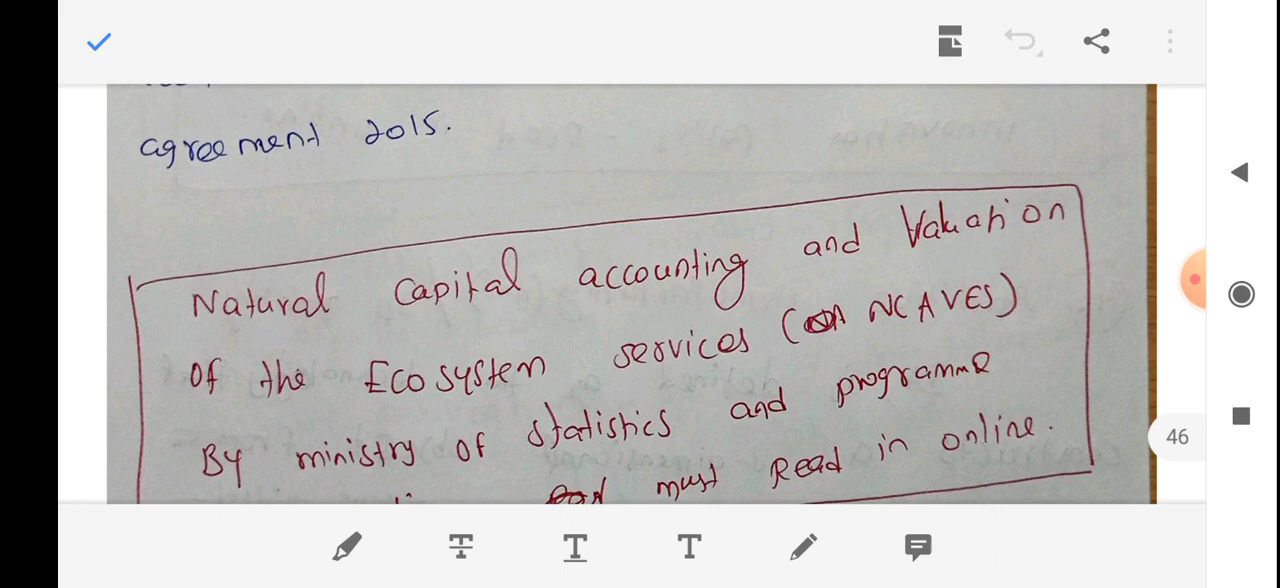 agreement 2015.
Natural Capital accounting and Valuation
Of the Ecosystem services (NCAVES)
By ministry of statistics and programme
must Read in online.
46